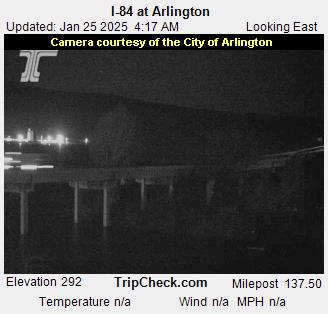 I-84 at Arlington
Updated: Jan 25 2025 4:17 AM Looking East
Camera courtesy of the City of Arlington
Elevation 292 TripCheck.com Milepost 137.50
Temperature n/a Wind n/a MPH n/a